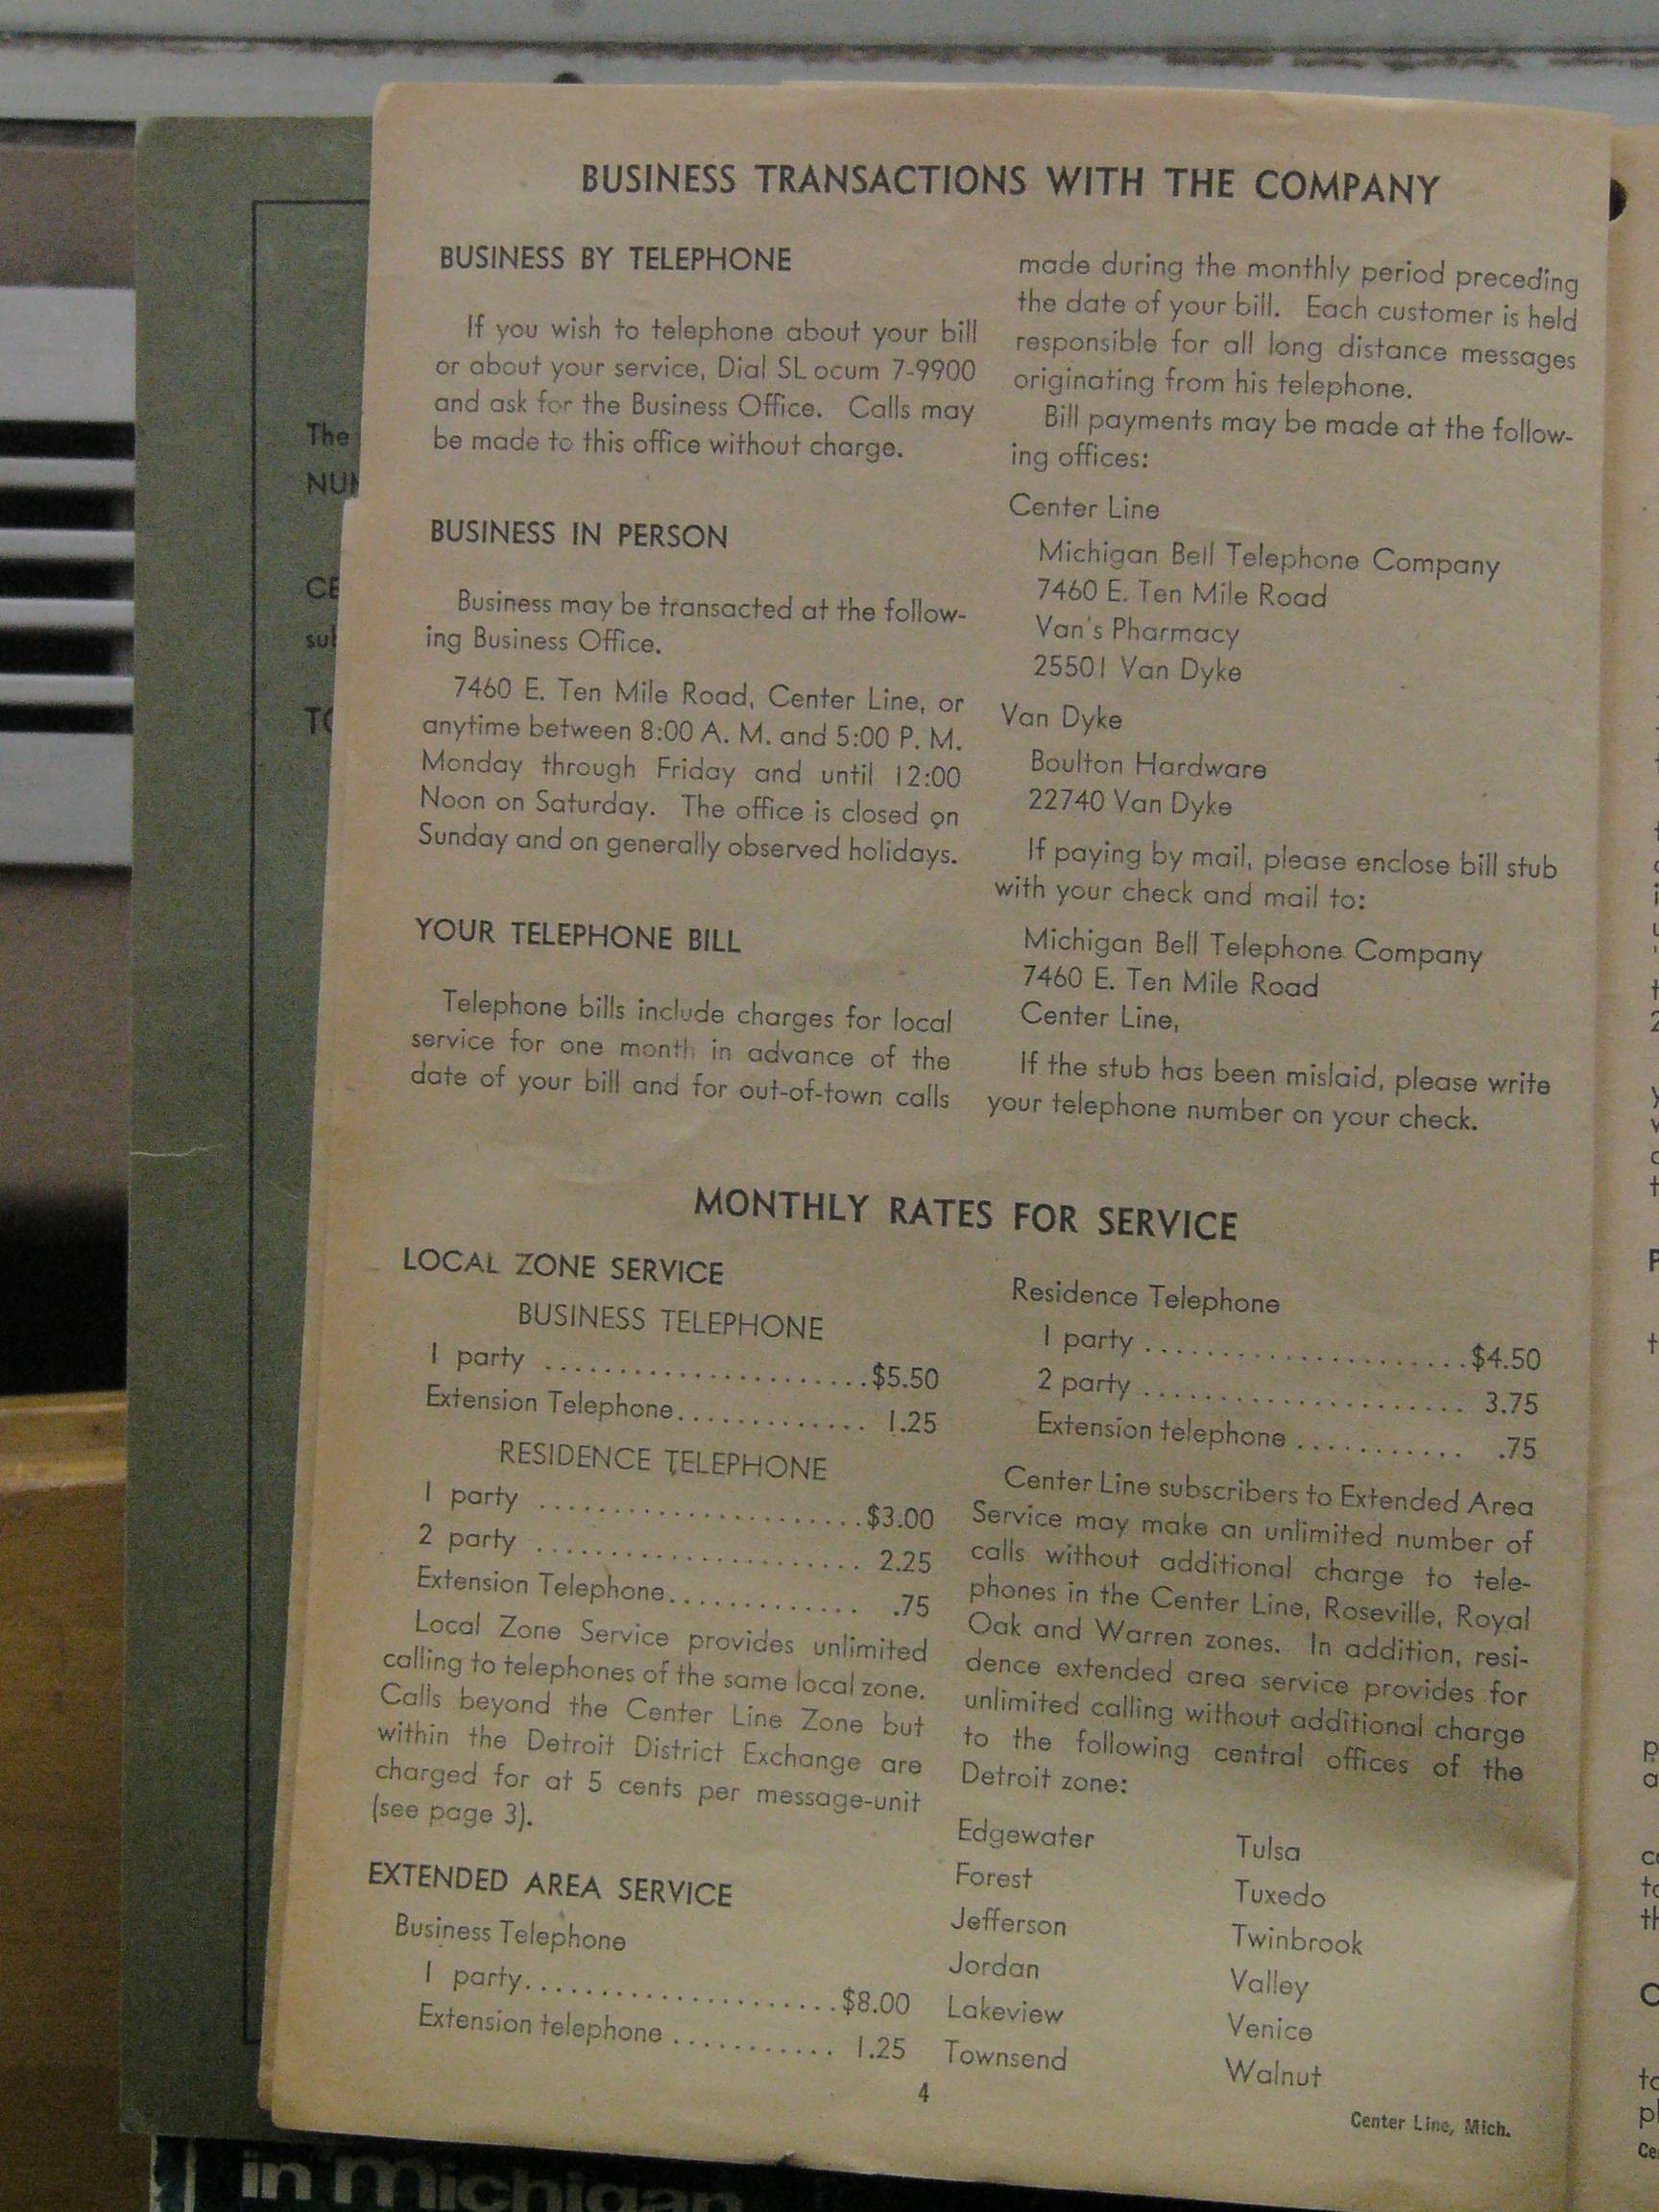 BUSINESS TRANSACTIONS WITH THE COMPANY
BUSINESS BY TELEPHONE
If you wish to telephone about your bill
or about your service, Dial SL ocum 7-9900
and ask for the Business Office. Calls may
be made to this office without charge.
BUSINESS IN PERSON
Business may be transacted at the follow-
ing Business Office.
7460 E. Ten Mile Road, Center Line, or
anytime between 8:00 A. M. and 5:00 P. M.
Monday through Friday and until 12:00
Noon on Saturday. The office is closed on
Sunday and on generally observed holidays.
YOUR TELEPHONE BILL
Telephone bills include charges for local
service for one month in advance of the
date of your bill and for out-of-town calls
made during the monthly period preceding
the date of your bill. Each customer is held
responsible for all long distance messages
originating from his telephone.
Bill payments may be made at the follow-
ing offices:
Center Line
Michigan Bell Telephone Company
7460 E. Ten Mile Road
Van's Pharmacy
25501 Van Dyke
Van Dyke
Boulton Hardware
22740 Van Dyke
If paying by mail, please enclose bill stub
with your check and mail to:
Michigan Bell Telephone Company
7460 E. Ten Mile Road
Center Line,
If the stub has been mislaid, please write
your telephone number on your check.
MONTHLY RATES FOR SERVICE
LOCAL ZONE SERVICE
BUSINESS TELEPHONE
1 party ......................$5.50
Extension Telephone............. 1.25
RESIDENCE TELEPHONE
1 party ......................$3.00
2 party ...................... 2.25
Extension Telephone............. .75
Local Zone Service provides unlimited
calling to telephones of the same local zone.
Calls beyond the Center Line Zone but
within the Detroit District Exchange are
charged for at 5 cents per message-unit
(see page 3).
EXTENDED AREA SERVICE
Business Telephone
1 party......................$8.00
Extension telephone ........... 1.25
Residence Telephone
1 party ......................$4.50
2 party ...................... 3.75
Extension telephone ........... .75
Center Line subscribers to Extended Area
Service may make an unlimited number of
calls without additional charge to tele-
phones in the Center Line, Roseville, Royal
Oak and Warren zones. In addition, resi-
dence extended area service provides for
unlimited calling without additional charge
to the following central offices of the
Detroit zone:
Edgewater Tulsa
Forest Tuxedo
Jefferson Twinbrook
Jordan Valley
Lakeview Venice
Townsend Walnut
4
Center Line, Mich.
The
in Michigan